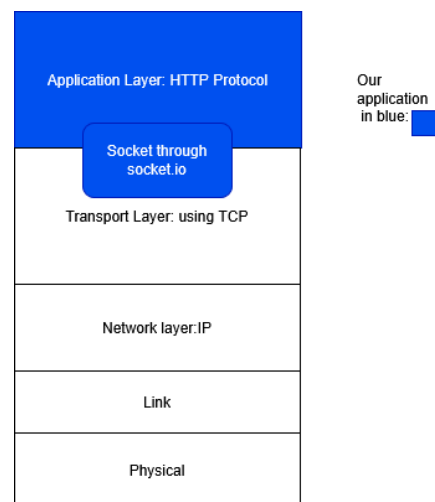 Application Layer: HTTP Protocol
Our
application
in blue:
Socket through
socket.io
Transport Layer: using TCP
Network layer:IP
Link
Physical